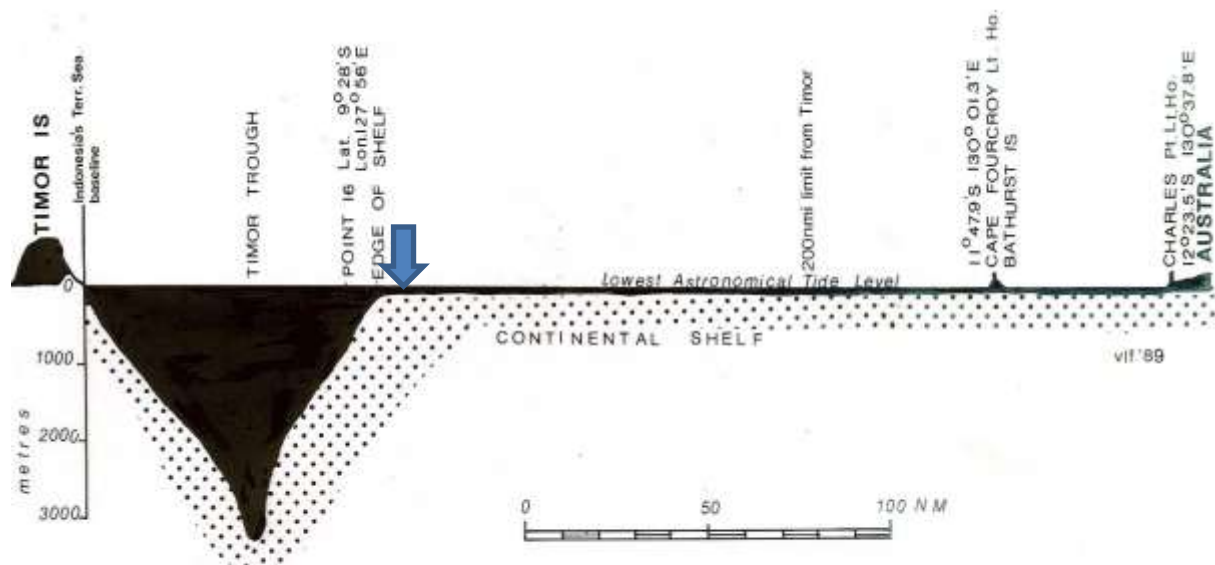 TIMOR IS
Indonesia's Terr. Sea
baseline
TIMOR TROUGH
POINT 16 Lat. 9°28'S
Lon.127°56'E
EDGE OF SHELF
200nmi limit from Timor
11°47.9'S 130°01.3'E
CAPE FOURCROY Lt. Ho.
BATHURST IS
CHARLES Pt.Lt.Ho.
12°23.5'S 130°37.8'E
AUSTRALIA
Lowest Astronomical Tide Level
CONTINENTAL SHELF
vlf.'89
0
1000
2000
3000
metres
0 50 100 NM